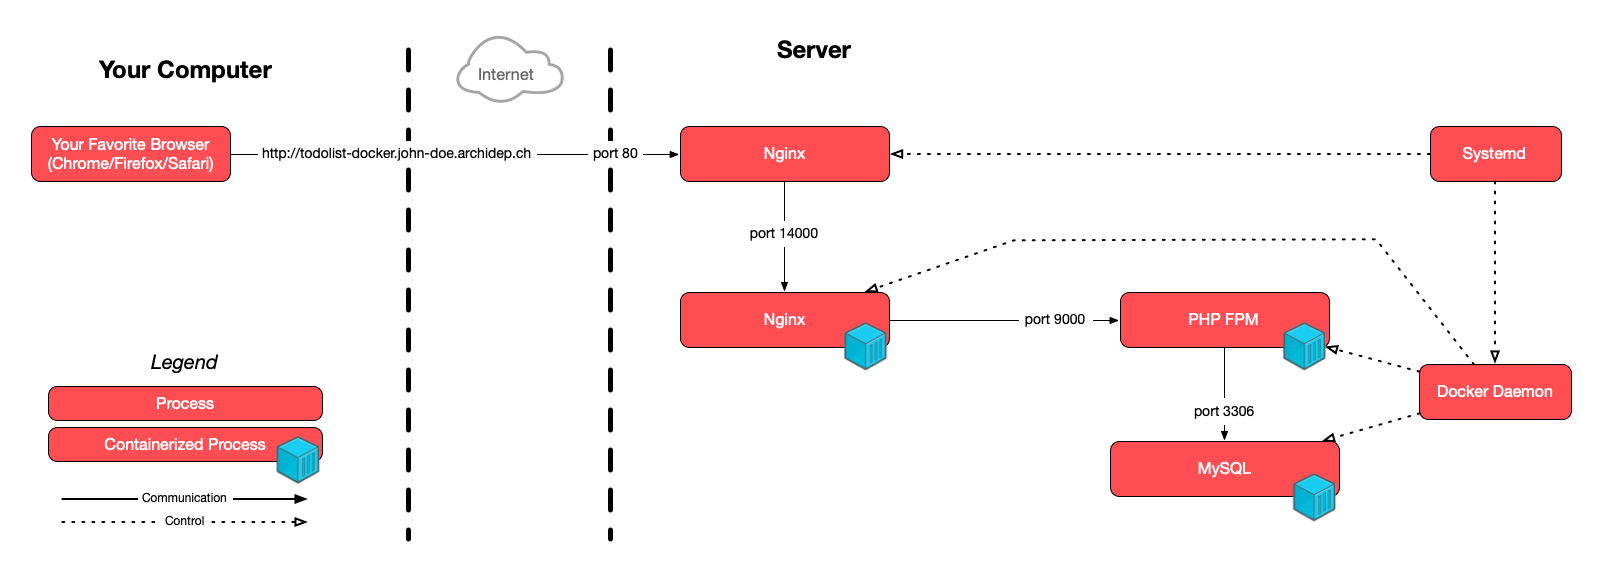 Your Computer
Internet
Server
Your Favorite Browser
(Chrome/Firefox/Safari)
http://todolist-docker.john-doe.archidep.ch
port 80
Nginx
Systemd
port 14000
Nginx
port 9000
PHP FPM
Docker Daemon
port 3306
MySQL
Legend
Process
Containerized Process
Communication
Control